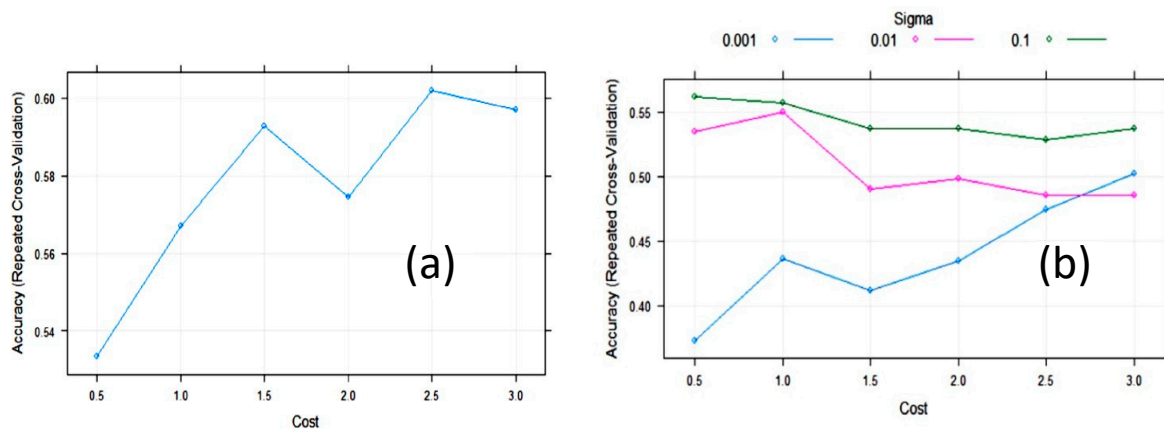 Accuracy (Repeated Cross-Validation)
0.60
0.58
0.56
0.54
(a)
0.5 1.0 1.5 2.0 2.5 3.0
Cost
Sigma
0.001 0.01 0.1
Accuracy (Repeated Cross-Validation)
0.55
0.50
0.45
0.40
(b)
0.5 1.0 1.5 2.0 2.5 3.0
Cost